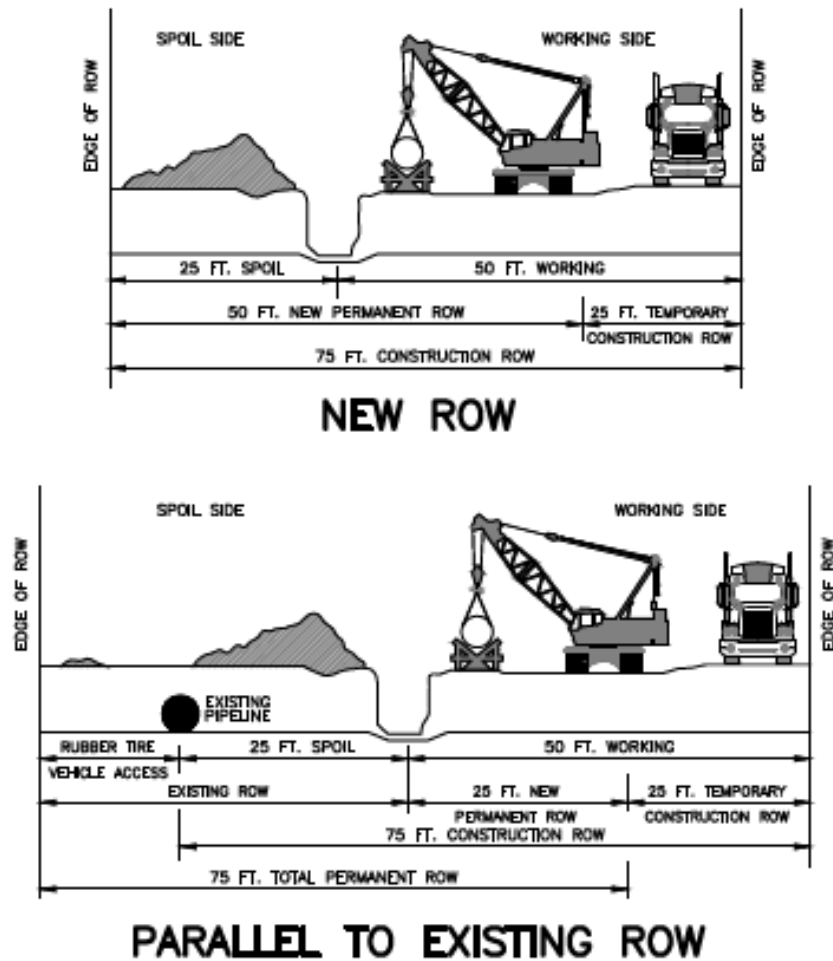 SPOIL SIDE
WORKING SIDE
EDGE OF ROW
EDGE OF ROW
25 FT. SPOIL
50 FT. WORKING
50 FT. NEW PERMANENT ROW
25 FT. TEMPORARY
CONSTRUCTION ROW
75 FT. CONSTRUCTION ROW
NEW ROW
SPOIL SIDE
WORKING SIDE
EDGE OF ROW
EDGE OF ROW
EXISTING
PIPELINE
RUBBER TIRE
VEHICLE ACCESS
25 FT. SPOIL
50 FT. WORKING
EXISTING ROW
25 FT. NEW
PERMANENT ROW
25 FT. TEMPORARY
CONSTRUCTION ROW
75 FT. CONSTRUCTION ROW
75 FT. TOTAL PERMANENT ROW
PARALLEL TO EXISTING ROW